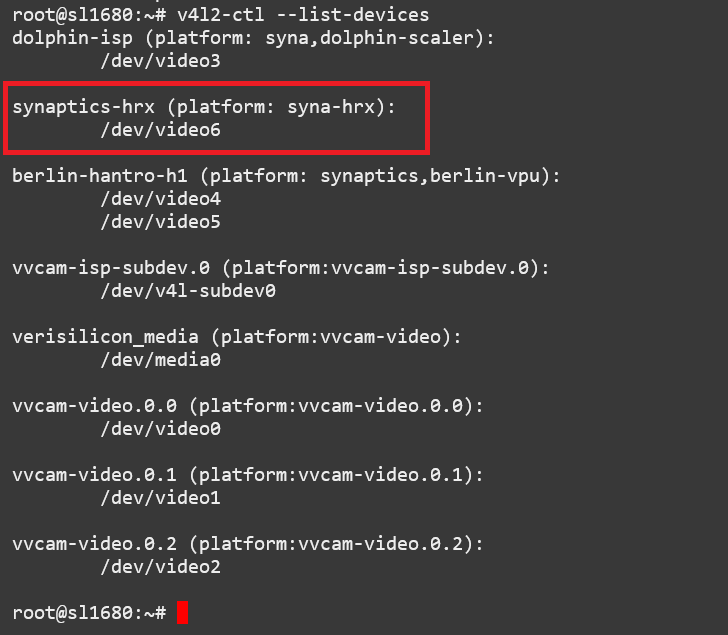 root@sl1680:~# v4l2-ctl --list-devices
dolphin-isp (platform: syna,dolphin-scaler):
/dev/video3
synaptics-hrx (platform: syna-hrx):
/dev/video6
berlin-hantro-h1 (platform: synaptics,berlin-vpu):
/dev/video4
/dev/video5
vvcam-isp-subdev.0 (platform:vvcam-isp-subdev.0):
/dev/v4l-subdev0
verisilicon_media (platform:vvcam-video):
/dev/media0
vvcam-video.0.0 (platform:vvcam-video.0.0):
/dev/video0
vvcam-video.0.1 (platform:vvcam-video.0.1):
/dev/video1
vvcam-video.0.2 (platform:vvcam-video.0.2):
/dev/video2
root@sl1680:~#